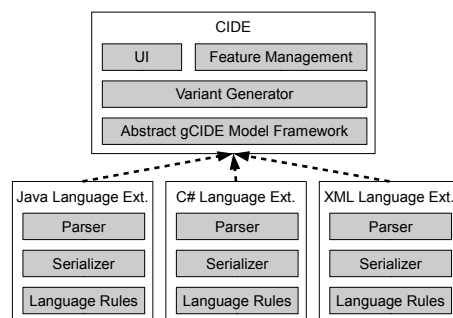 CIDE
UI Feature Management
Variant Generator
Abstract gCIDE Model Framework
Java Language Ext. C# Language Ext. XML Language Ext.
Parser Parser Parser
Serializer Serializer Serializer
Language Rules Language Rules Language Rules